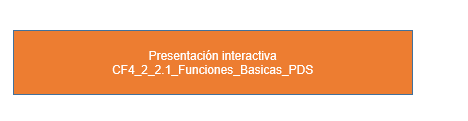 Presentación interactiva
CF4_2_2.1_Funciones_Basicas_PDS